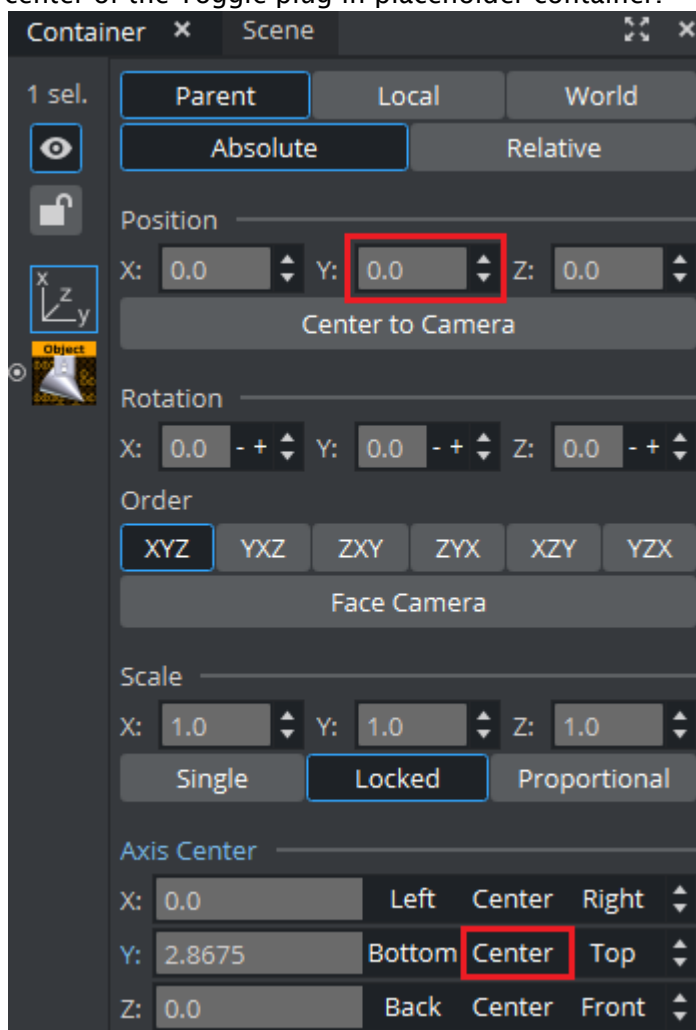 center of the Toggle plug-in placeholder container.
Container × Scene ×
1 sel. Parent Local World
Absolute Relative
Position
X: 0.0 Y: 0.0 Z: 0.0
Center to Camera
x z y
Object
Rotation
X: 0.0 - + Y: 0.0 - + Z: 0.0 - +
Order
XYZ YXZ ZXY ZYX XZY YZX
Face Camera
Scale
X: 1.0 Y: 1.0 Z: 1.0
Single Locked Proportional
Axis Center
X: 0.0 Left Center Right
Y: 2.8675 Bottom Center Top
Z: 0.0 Back Center Front